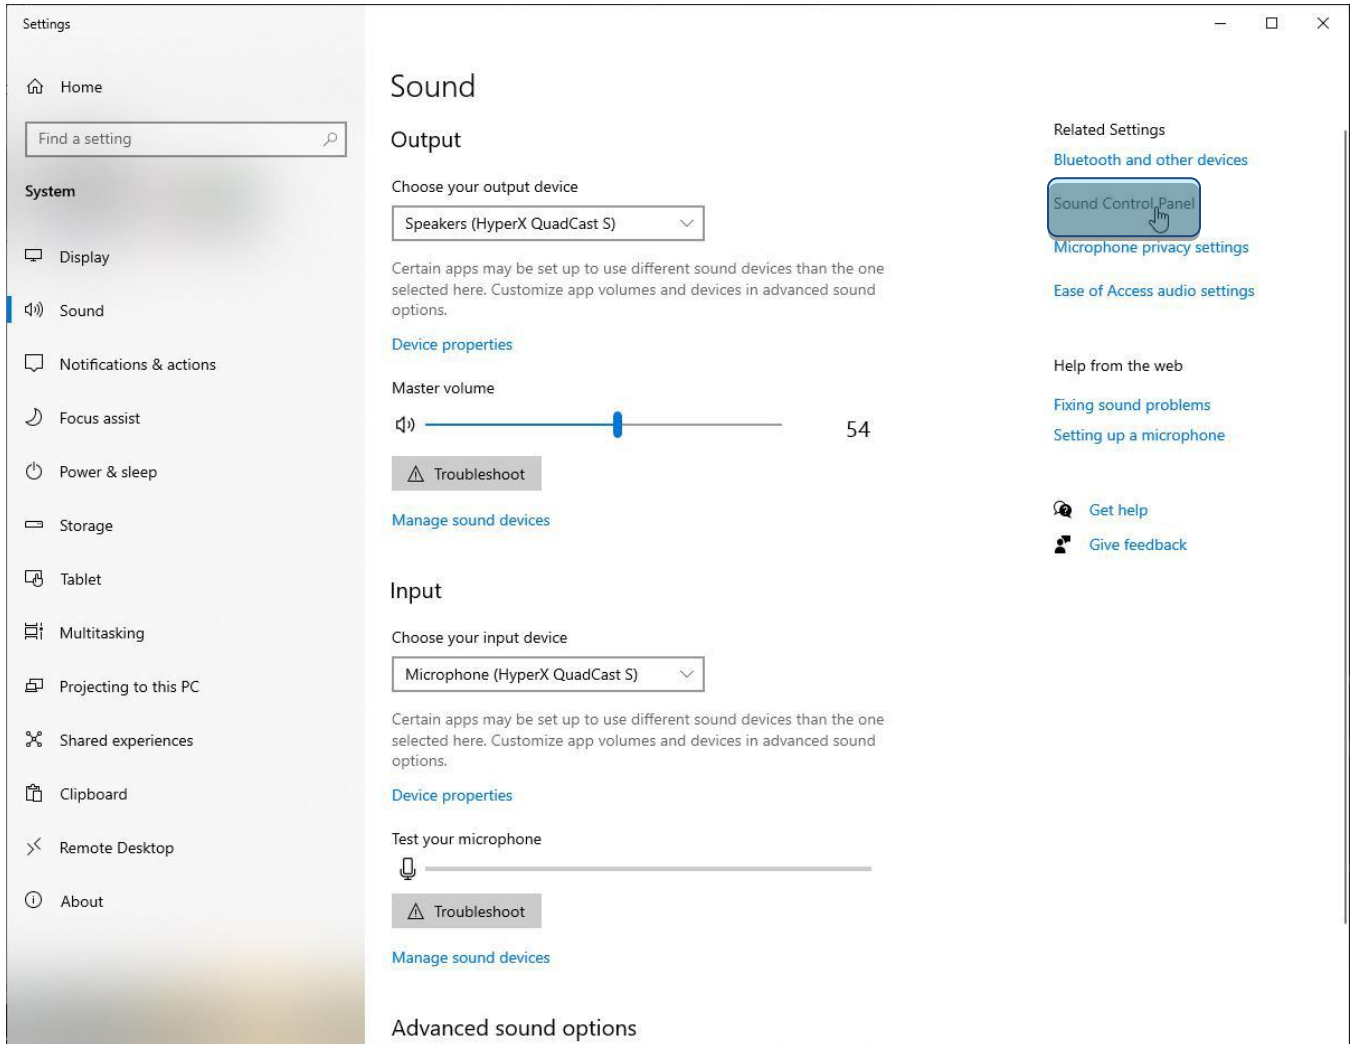 Settings
Home
Find a setting
System
Display
Sound
Notifications & actions
Focus assist
Power & sleep
Storage
Tablet
Multitasking
Projecting to this PC
Shared experiences
Clipboard
Remote Desktop
About
Sound
Output
Choose your output device
Speakers (HyperX QuadCast S)
Certain apps may be set up to use different sound devices than the one
selected here. Customize app volumes and devices in advanced sound
options.
Device properties
Master volume
54
Troubleshoot
Manage sound devices
Input
Choose your input device
Microphone (HyperX QuadCast S)
Certain apps may be set up to use different sound devices than the one
selected here. Customize app volumes and devices in advanced sound
options.
Device properties
Test your microphone
Troubleshoot
Manage sound devices
Advanced sound options
Related Settings
Bluetooth and other devices
Sound Control Panel
Microphone privacy settings
Ease of Access audio settings
Help from the web
Fixing sound problems
Setting up a microphone
Get help
Give feedback